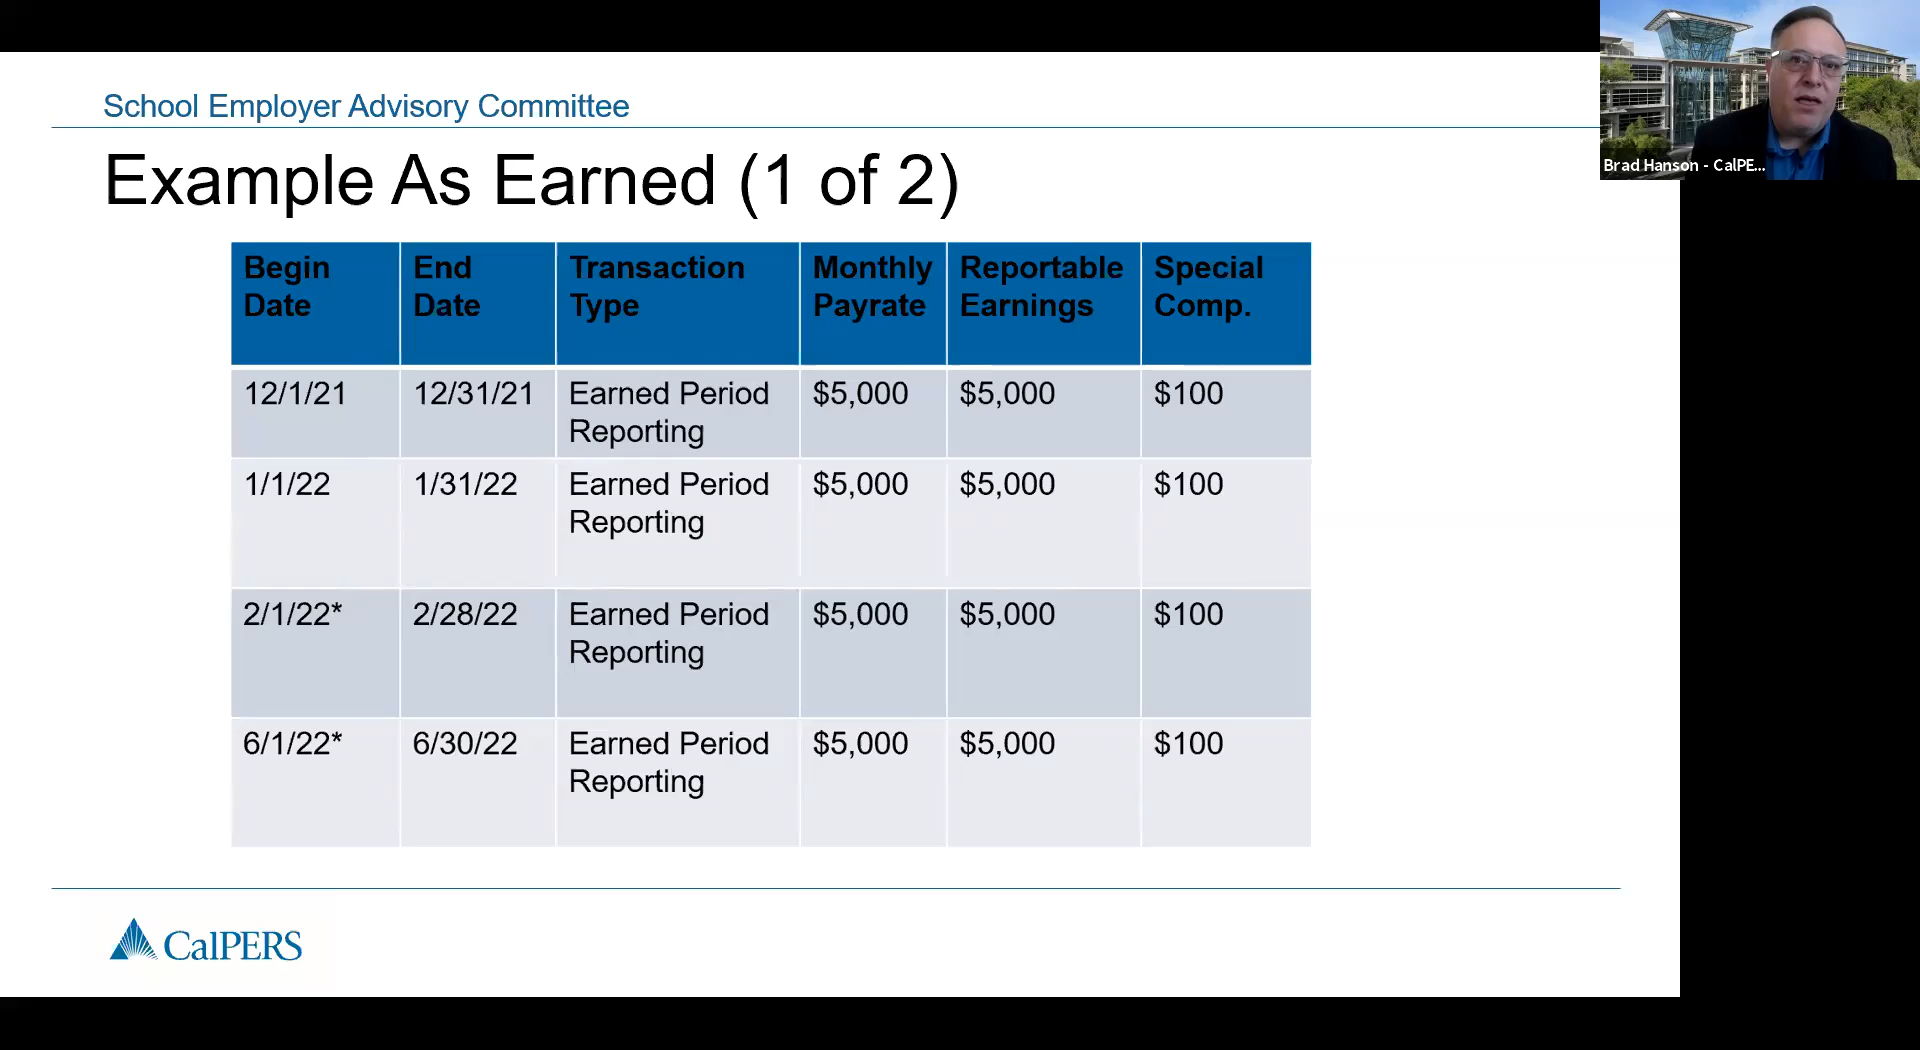 School Employer Advisory Committee
Example As Earned (1 of 2)
Begin Date | End Date | Transaction Type | Monthly Payrate | Reportable Earnings | Special Comp.
12/1/21 | 12/31/21 | Earned Period Reporting | $5,000 | $5,000 | $100
1/1/22 | 1/31/22 | Earned Period Reporting | $5,000 | $5,000 | $100
2/1/22* | 2/28/22 | Earned Period Reporting | $5,000 | $5,000 | $100
6/1/22* | 6/30/22 | Earned Period Reporting | $5,000 | $5,000 | $100
CalPERS
Brad Hanson - CalPE...